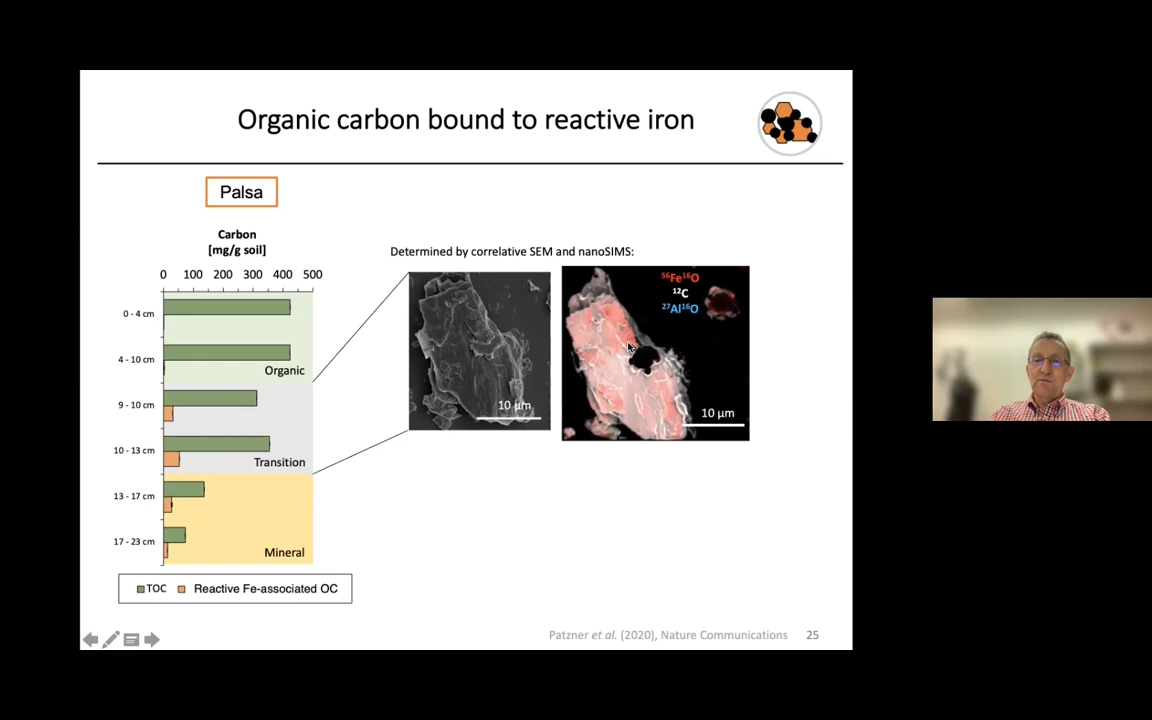 Organic carbon bound to reactive iron
Palsa
Carbon
[mg/g soil]
0 100 200 300 400 500
0 - 4 cm
4 - 10 cm
Organic
9 - 10 cm
10 - 13 cm
Transition
13 - 17 cm
17 - 23 cm
Mineral
TOC Reactive Fe-associated OC
Determined by correlative SEM and nanoSIMS:
10 µm
⁵⁶Fe¹⁶O
¹²C
²⁷Al¹⁶O
10 µm
Patzner et al. (2020), Nature Communications 25